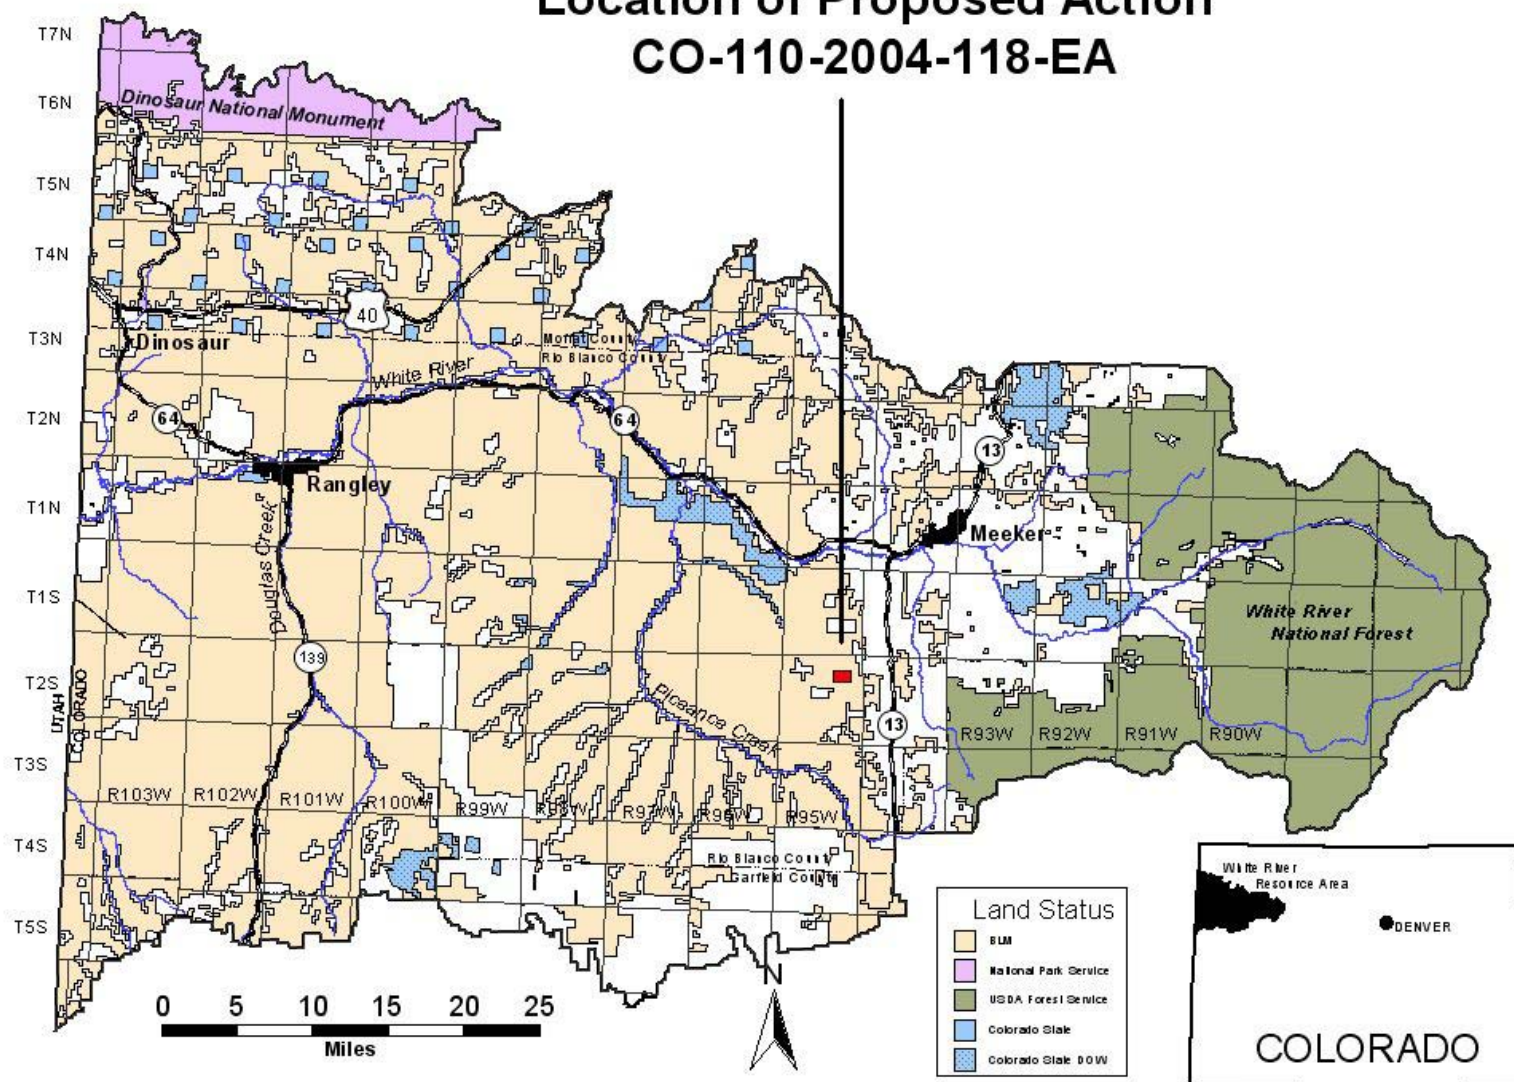 Location of Proposed Action
CO-110-2004-118-EA
T7N
T6N
T5N
T4N
T3N
T2N
T1N
T1S
T2S
T3S
T4S
T5S
Dinosaur National Monument
40
Dinosaur
Moffat County
Rio Blanco County
White River
64
64
13
Rangley
Meeker
Douglas Creek
139
White River
National Forest
UTAH
COLORADO
Piceance Creek
13
R103W
R102W
R101W
R100W
R99W
R98W
R97W
R96W
R95W
R93W
R92W
R91W
R90W
Rio Blanco County
Garfield County
0 5 10 15 20 25
Miles
N
Land Status
BLM
National Park Service
USDA Forest Service
Colorado State
Colorado State DOW
White River
Resource Area
DENVER
COLORADO